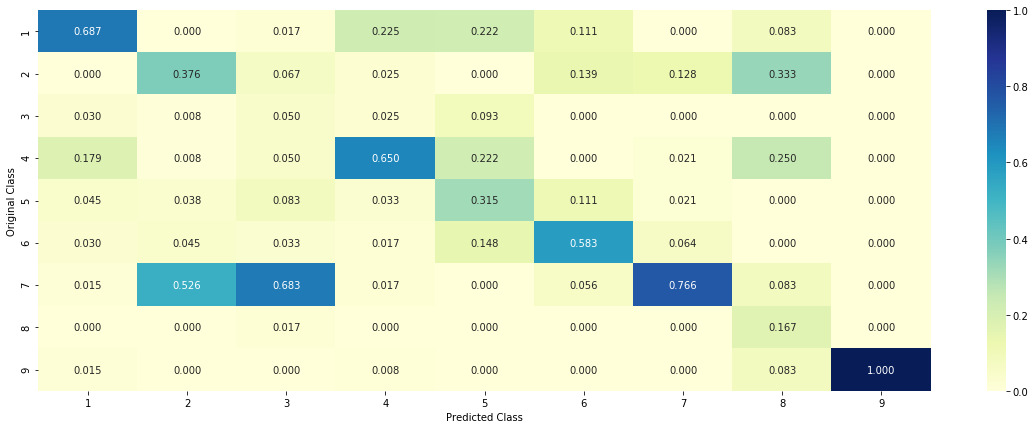 1.0
1 0.687 0.000 0.017 0.225 0.222 0.111 0.000 0.083 0.000
2 0.000 0.376 0.067 0.025 0.000 0.139 0.128 0.333 0.000
0.8
3 0.030 0.008 0.050 0.025 0.093 0.000 0.000 0.000 0.000
4 0.179 0.008 0.050 0.650 0.222 0.000 0.021 0.250 0.000
0.6
Original Class
5 0.045 0.038 0.083 0.033 0.315 0.111 0.021 0.000 0.000
0.4
6 0.030 0.045 0.033 0.017 0.148 0.583 0.064 0.000 0.000
7 0.015 0.526 0.683 0.017 0.000 0.056 0.766 0.083 0.000
0.2
8 0.000 0.000 0.017 0.000 0.000 0.000 0.000 0.167 0.000
9 0.015 0.000 0.000 0.008 0.000 0.000 0.000 0.083 1.000
0.0
1 2 3 4 5 6 7 8 9
Predicted Class